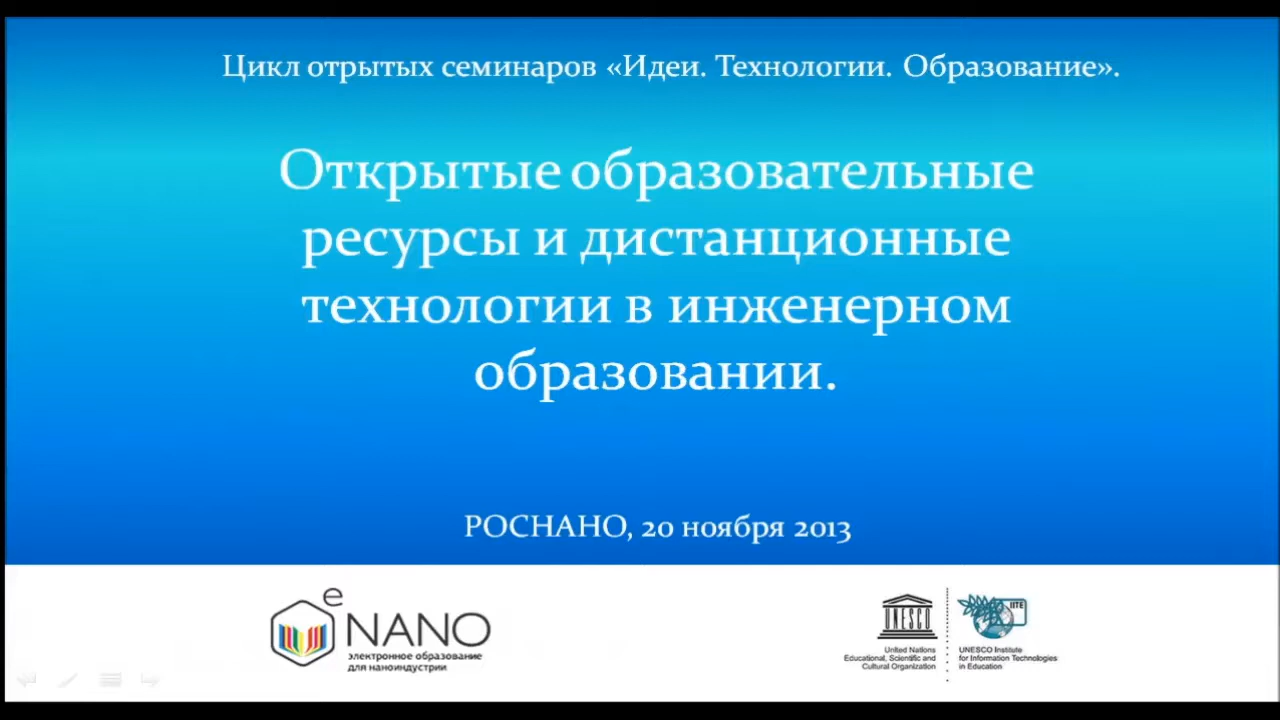 Цикл отрытых семинаров «Идеи. Технологии. Образование».
Открытые образовательные
ресурсы и дистанционные
технологии в инженерном
образовании.
РОСНАНО, 20 ноября 2013
e
NANO
электронное образование
для наноиндустрии
UNESCO
United Nations
Educational, Scientific and
Cultural Organization
IITE
UNESCO Institute
for Information Technologies
in Education